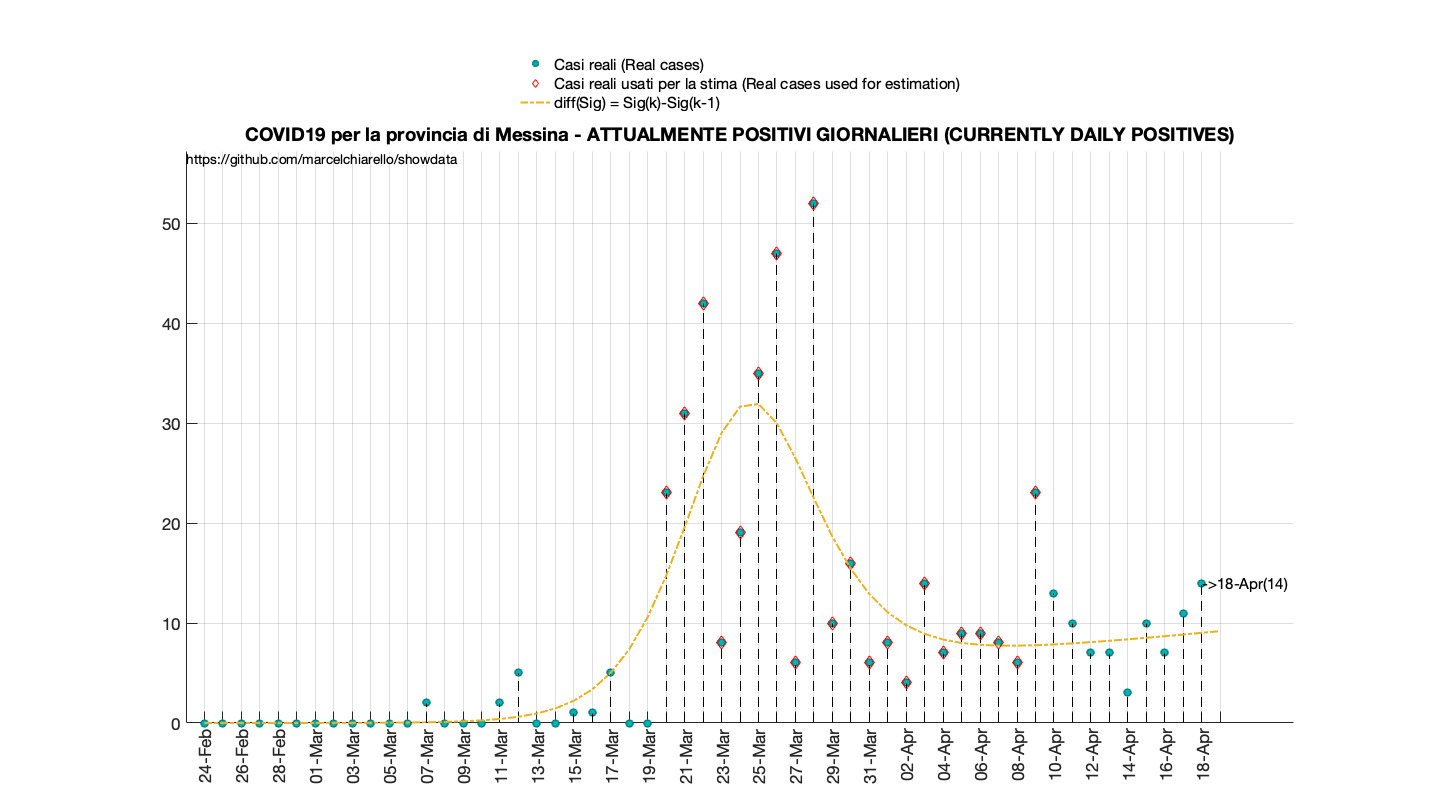 Casi reali (Real cases)
Casi reali usati per la stima (Real cases used for estimation)
diff(Sig) = Sig(k)-Sig(k-1)
COVID19 per la provincia di Messina - ATTUALMENTE POSITIVI GIORNALIERI (CURRENTLY DAILY POSITIVES)
https://github.com/marcelchiarello/showdata
50
40
30
20
10
0
->18-Apr(14)
24-Feb
26-Feb
28-Feb
01-Mar
03-Mar
05-Mar
07-Mar
09-Mar
11-Mar
13-Mar
15-Mar
17-Mar
19-Mar
21-Mar
23-Mar
25-Mar
27-Mar
29-Mar
31-Mar
02-Apr
04-Apr
06-Apr
08-Apr
10-Apr
12-Apr
14-Apr
16-Apr
18-Apr